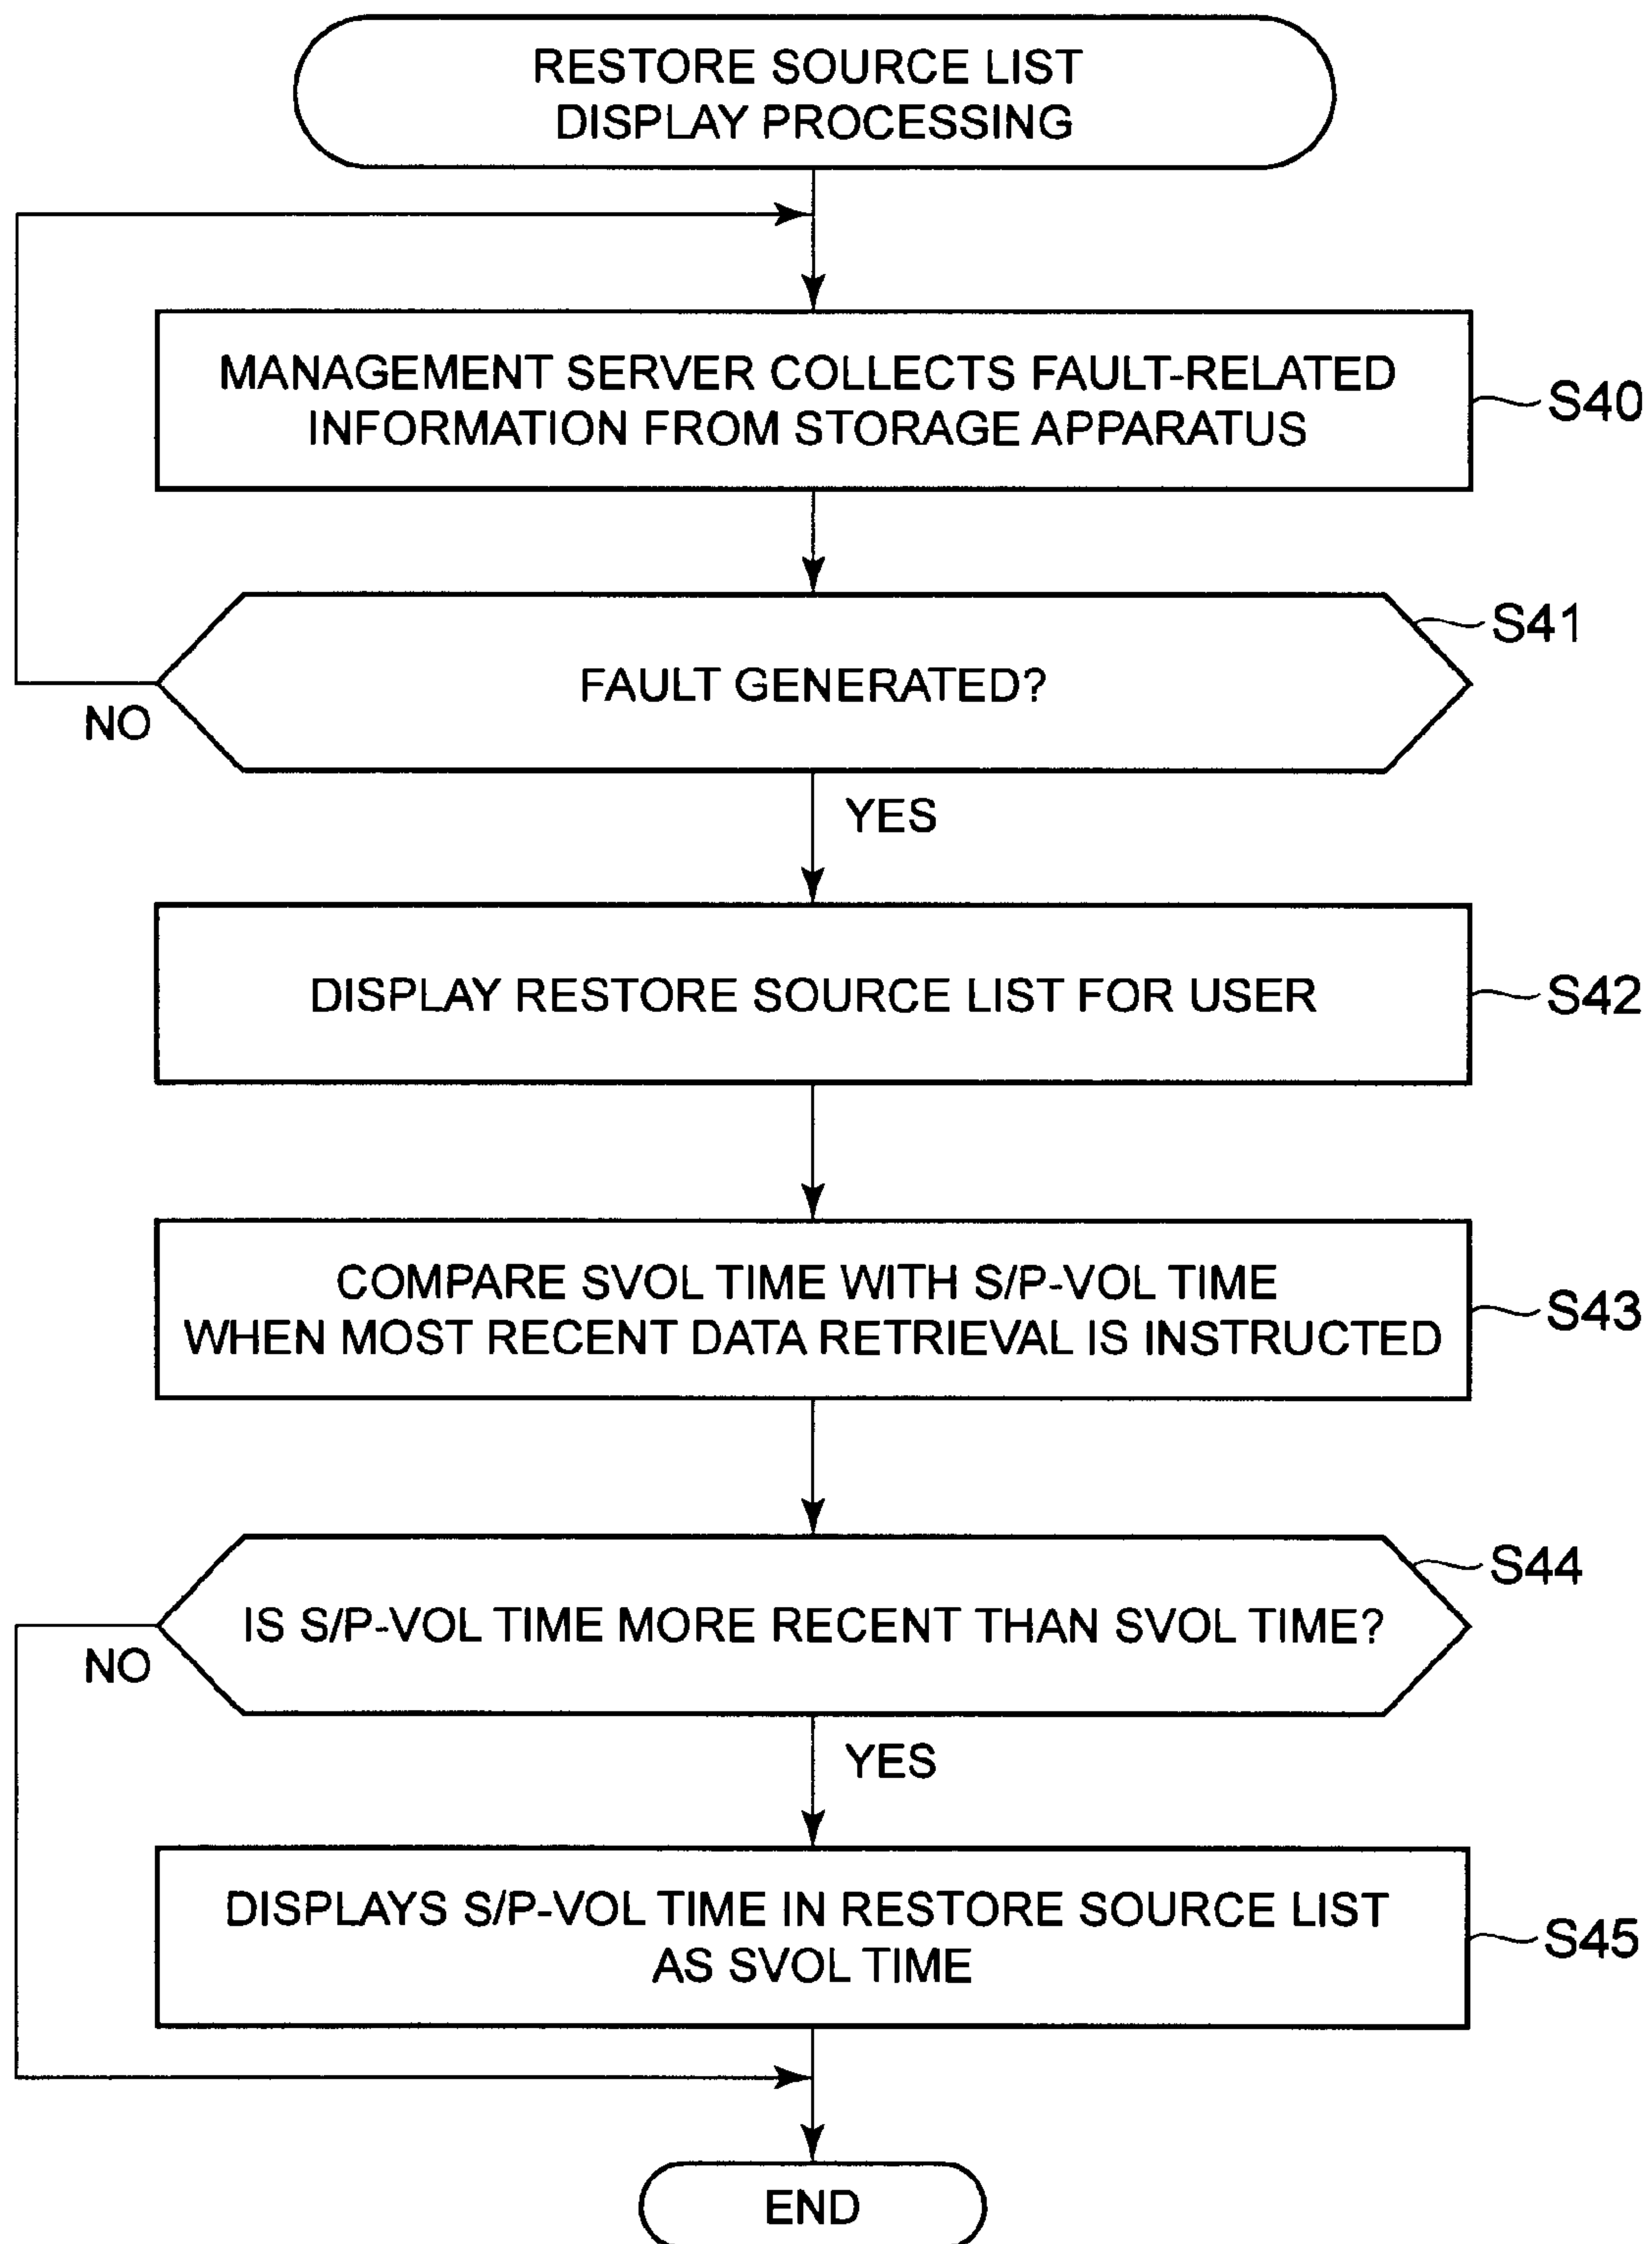 RESTORE SOURCE LIST
DISPLAY PROCESSING
MANAGEMENT SERVER COLLECTS FAULT-RELATED
INFORMATION FROM STORAGE APPARATUS
S40
S41
FAULT GENERATED?
NO
YES
DISPLAY RESTORE SOURCE LIST FOR USER
S42
COMPARE SVOL TIME WITH S/P-VOL TIME
WHEN MOST RECENT DATA RETRIEVAL IS INSTRUCTED
S43
S44
IS S/P-VOL TIME MORE RECENT THAN SVOL TIME?
NO
YES
DISPLAYS S/P-VOL TIME IN RESTORE SOURCE LIST
AS SVOL TIME
S45
END